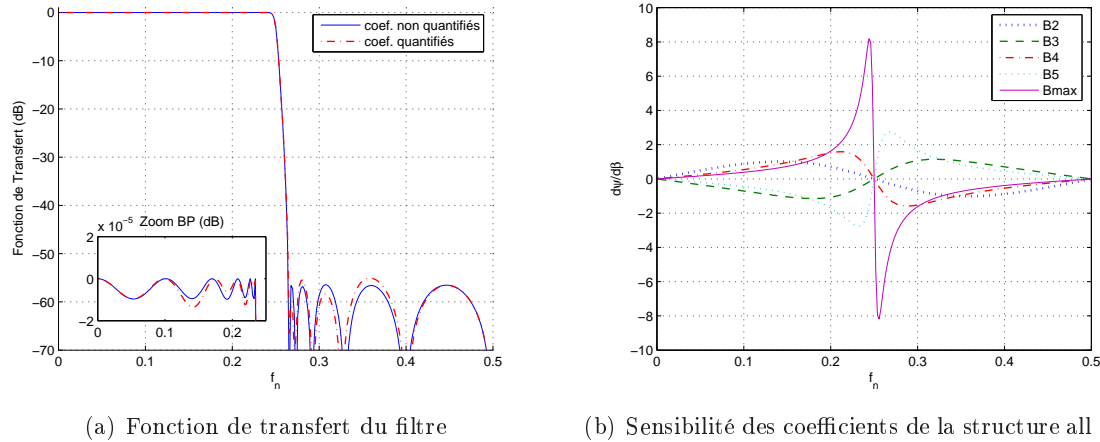 coef. non quantifiés
coef. quantifiés
Fonction de Transfert (dB)
0
−10
−20
−30
−40
−50
−60
−70
0 0.1 0.2 0.3 0.4 0.5
f_n
x 10^−5 Zoom BP (dB)
2
0
−2
0 0.1 0.2
(a) Fonction de transfert du filtre
B2
B3
B4
B5
Bmax
dψ/dβ
10
8
6
4
2
0
−2
−4
−6
−8
−10
0 0.1 0.2 0.3 0.4 0.5
f_n
(b) Sensibilité des coefficients de la structure all